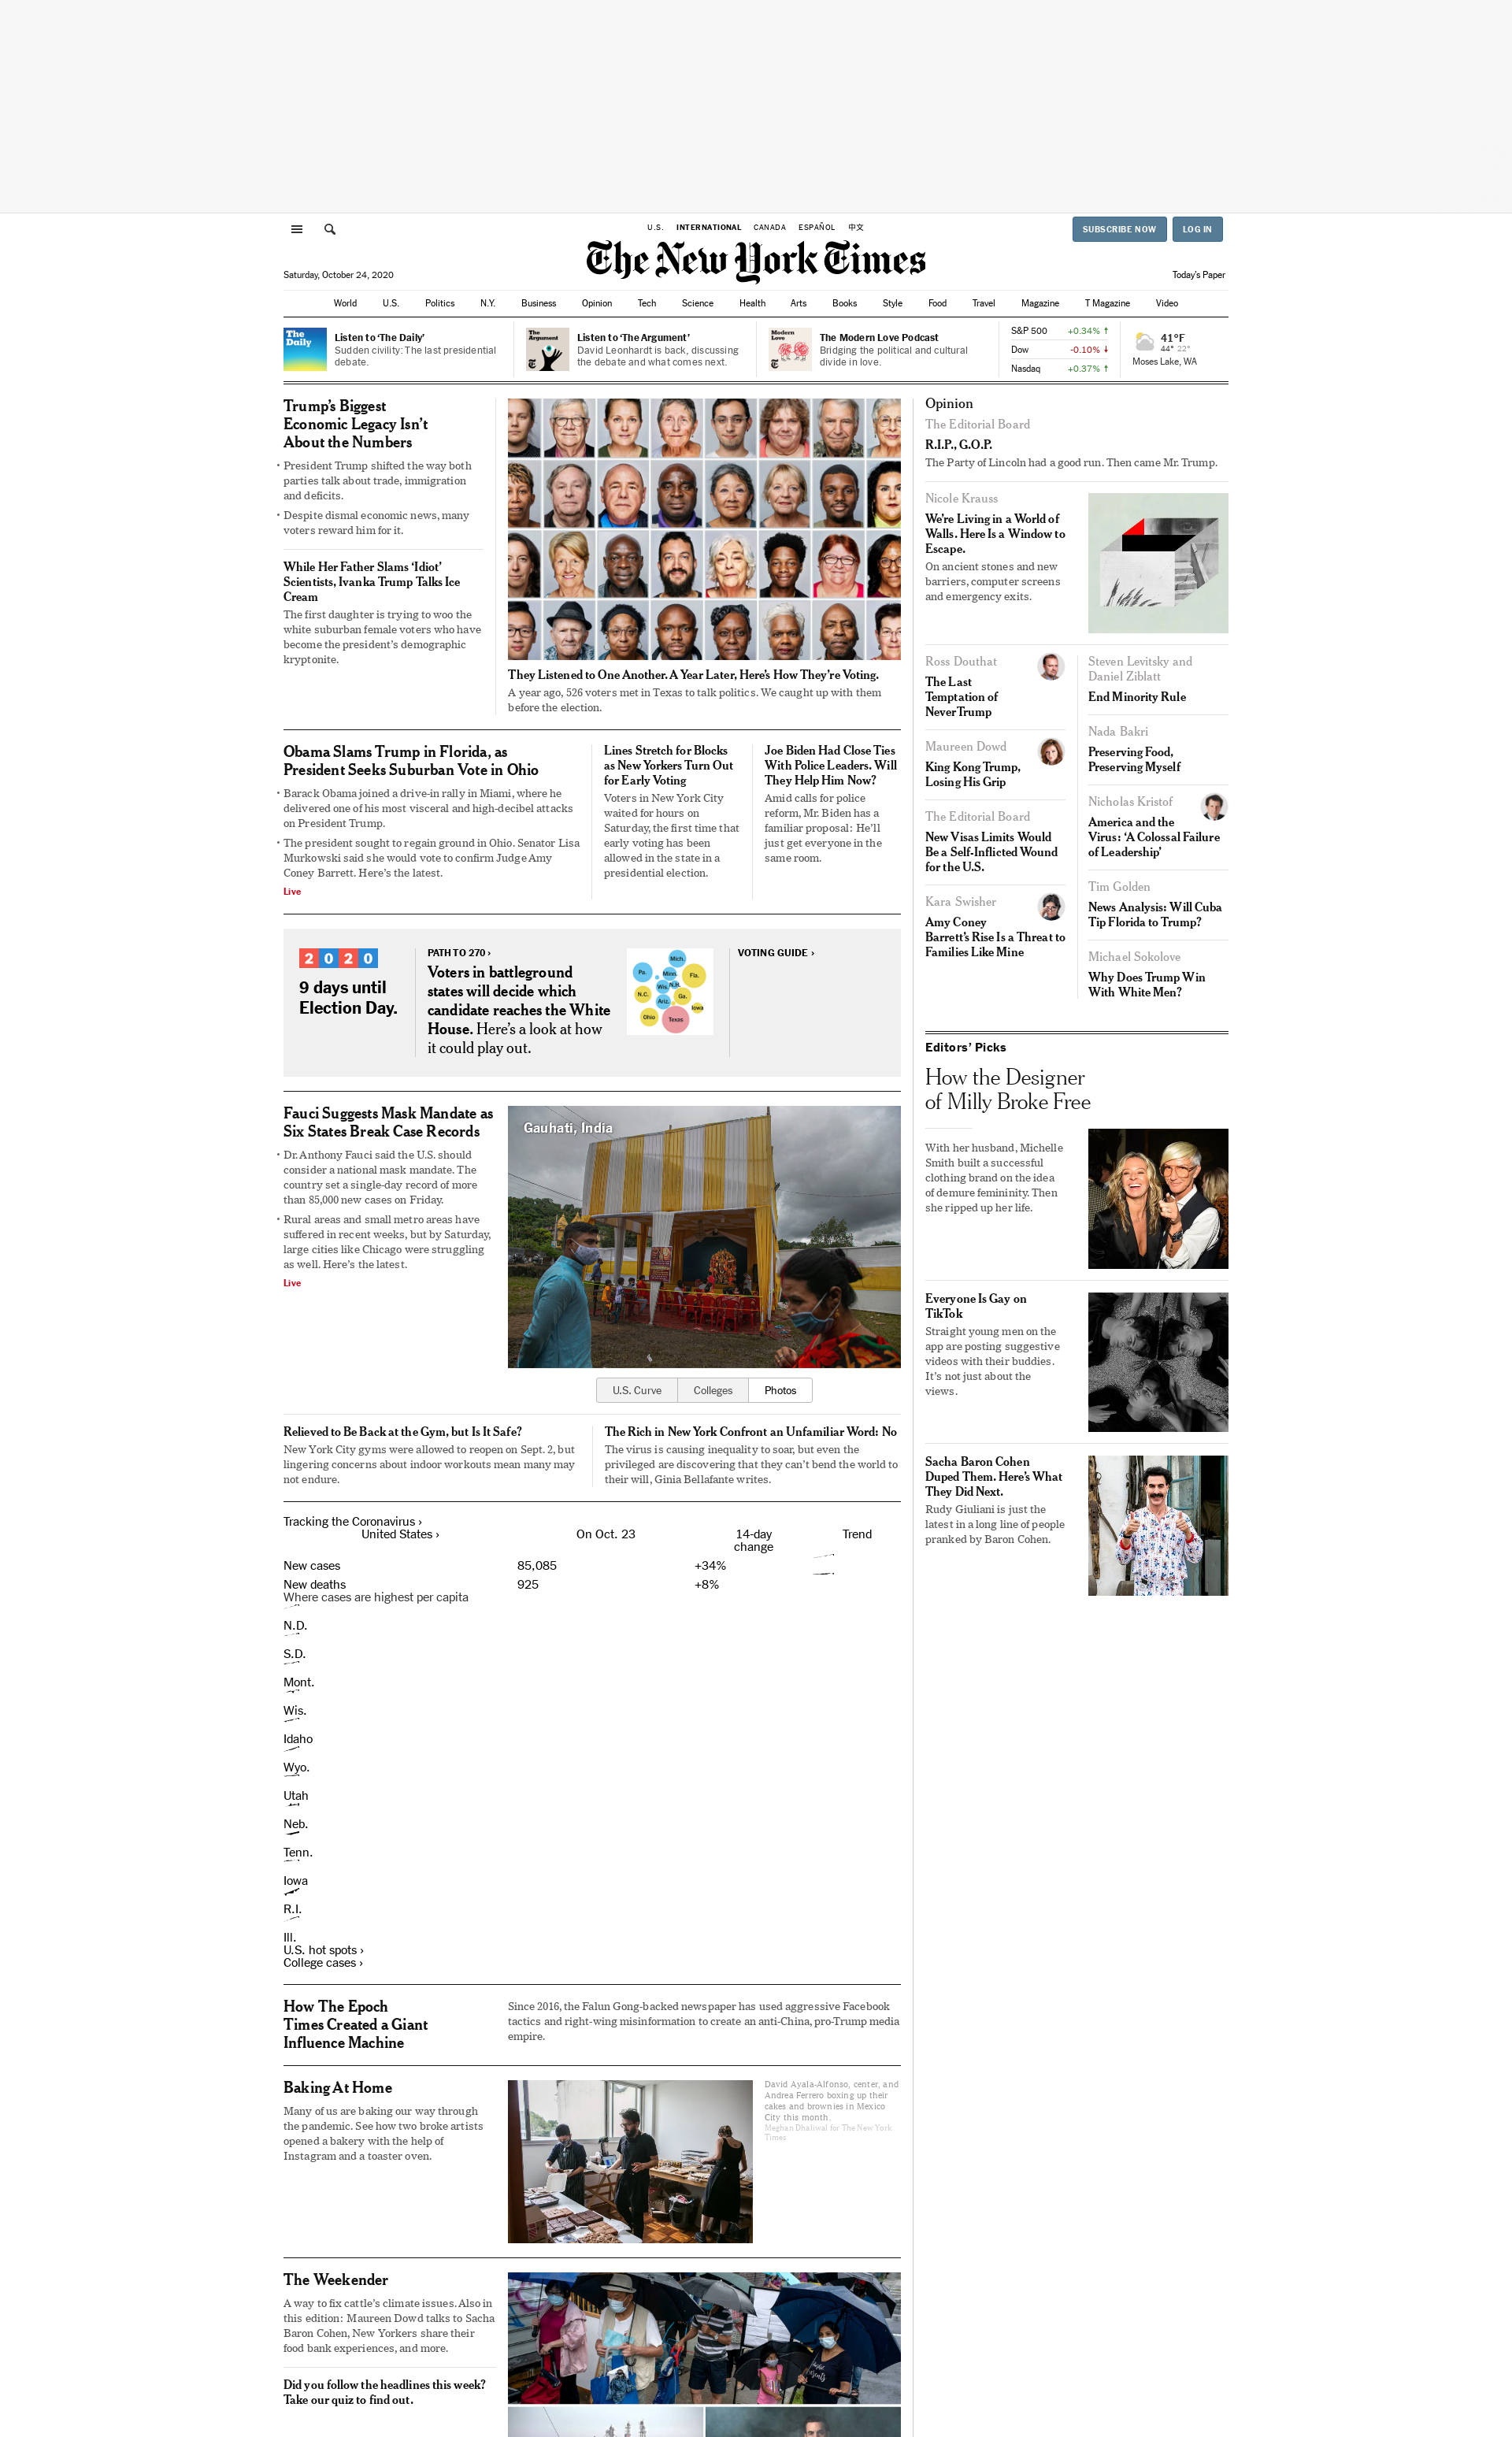 U.S. INTERNATIONAL CANADA ESPAÑOL 中文
SUBSCRIBE NOW LOG IN
The New York Times
Saturday, October 24, 2020
Today's Paper
World U.S. Politics N.Y. Business Opinion Tech Science Health Arts Books Style Food Travel Magazine T Magazine Video
The
Daily
Listen to ‘The Daily’
Sudden civility: The last presidential
debate.
The
Argument
Listen to ‘The Argument’
David Leonhardt is back, discussing
the debate and what comes next.
Modern
Love
The Modern Love Podcast
Bridging the political and cultural
divide in love.
S&P 500 +0.34% ↑
Dow -0.10% ↓
Nasdaq +0.37% ↑
41°F
44° 22°
Moses Lake, WA
Trump’s Biggest
Economic Legacy Isn’t
About the Numbers
• President Trump shifted the way both
parties talk about trade, immigration
and deficits.
• Despite dismal economic news, many
voters reward him for it.
While Her Father Slams ‘Idiot’
Scientists, Ivanka Trump Talks Ice
Cream
The first daughter is trying to woo the
white suburban female voters who have
become the president’s demographic
kryptonite.
They Listened to One Another. A Year Later, Here’s How They’re Voting.
A year ago, 526 voters met in Texas to talk politics. We caught up with them
before the election.
Obama Slams Trump in Florida, as
President Seeks Suburban Vote in Ohio
• Barack Obama joined a drive-in rally in Miami, where he
delivered one of his most visceral and high-decibel attacks
on President Trump.
• The president sought to regain ground in Ohio. Senator Lisa
Murkowski said she would vote to confirm Judge Amy
Coney Barrett. Here’s the latest.
Live
Lines Stretch for Blocks
as New Yorkers Turn Out
for Early Voting
Voters in New York City
waited for hours on
Saturday, the first time that
early voting has been
allowed in the state in a
presidential election.
Joe Biden Had Close Ties
With Police Leaders. Will
They Help Him Now?
Amid calls for police
reform, Mr. Biden has a
familiar proposal: He’ll
just get everyone in the
same room.
2020
9 days until
Election Day.
PATH TO 270 ›
Voters in battleground
states will decide which
candidate reaches the White
House. Here’s a look at how
it could play out.
Mich.
Pa.
Minn.
Fla.
Wis.
N.H.
N.C.
Ga.
Ariz.
Iowa
Ohio
Texas
VOTING GUIDE ›
Fauci Suggests Mask Mandate as
Six States Break Case Records
• Dr. Anthony Fauci said the U.S. should
consider a national mask mandate. The
country set a single-day record of more
than 85,000 new cases on Friday.
• Rural areas and small metro areas have
suffered in recent weeks, but by Saturday,
large cities like Chicago were struggling
as well. Here’s the latest.
Live
Gauhati, India
U.S. Curve Colleges Photos
Relieved to Be Back at the Gym, but Is It Safe?
New York City gyms were allowed to reopen on Sept. 2, but
lingering concerns about indoor workouts mean many may
not endure.
The Rich in New York Confront an Unfamiliar Word: No
The virus is causing inequality to soar, but even the
privileged are discovering that they can’t bend the world to
their will, Ginia Bellafante writes.
Tracking the Coronavirus ›
United States › On Oct. 23 14-day Trend
change
New cases 85,085 +34%
New deaths 925 +8%
Where cases are highest per capita
N.D.
S.D.
Mont.
Wis.
Idaho
Wyo.
Utah
Neb.
Tenn.
Iowa
R.I.
Ill.
U.S. hot spots ›
College cases ›
How The Epoch
Times Created a Giant
Influence Machine
Since 2016, the Falun Gong-backed newspaper has used aggressive Facebook
tactics and right-wing misinformation to create an anti-China, pro-Trump media
empire.
Baking At Home
Many of us are baking our way through
the pandemic. See how two broke artists
opened a bakery with the help of
Instagram and a toaster oven.
David Ayala-Alfonso, center, and
Andrea Ferrero boxing up their
cakes and brownies in Mexico
City this month.
Meghan Dhaliwal for The New York
Times
The Weekender
A way to fix cattle’s climate issues. Also in
this edition: Maureen Dowd talks to Sacha
Baron Cohen, New Yorkers share their
food bank experiences, and more.
Did you follow the headlines this week?
Take our quiz to find out.
Opinion
The Editorial Board
R.I.P., G.O.P.
The Party of Lincoln had a good run. Then came Mr. Trump.
Nicole Krauss
We’re Living in a World of
Walls. Here Is a Window to
Escape.
On ancient stones and new
barriers, computer screens
and emergency exits.
Ross Douthat
The Last
Temptation of
NeverTrump
Maureen Dowd
King Kong Trump,
Losing His Grip
The Editorial Board
New Visas Limits Would
Be a Self-Inflicted Wound
for the U.S.
Kara Swisher
Amy Coney
Barrett’s Rise Is a Threat to
Families Like Mine
Steven Levitsky and
Daniel Ziblatt
End Minority Rule
Nada Bakri
Preserving Food,
Preserving Myself
Nicholas Kristof
America and the
Virus: ‘A Colossal Failure
of Leadership’
Tim Golden
News Analysis: Will Cuba
Tip Florida to Trump?
Michael Sokolove
Why Does Trump Win
With White Men?
Editors’ Picks
How the Designer
of Milly Broke Free
With her husband, Michelle
Smith built a successful
clothing brand on the idea
of demure femininity. Then
she ripped up her life.
Everyone Is Gay on
TikTok
Straight young men on the
app are posting suggestive
videos with their buddies.
It’s not just about the
views.
Sacha Baron Cohen
Duped Them. Here’s What
They Did Next.
Rudy Giuliani is just the
latest in a long line of people
pranked by Baron Cohen.